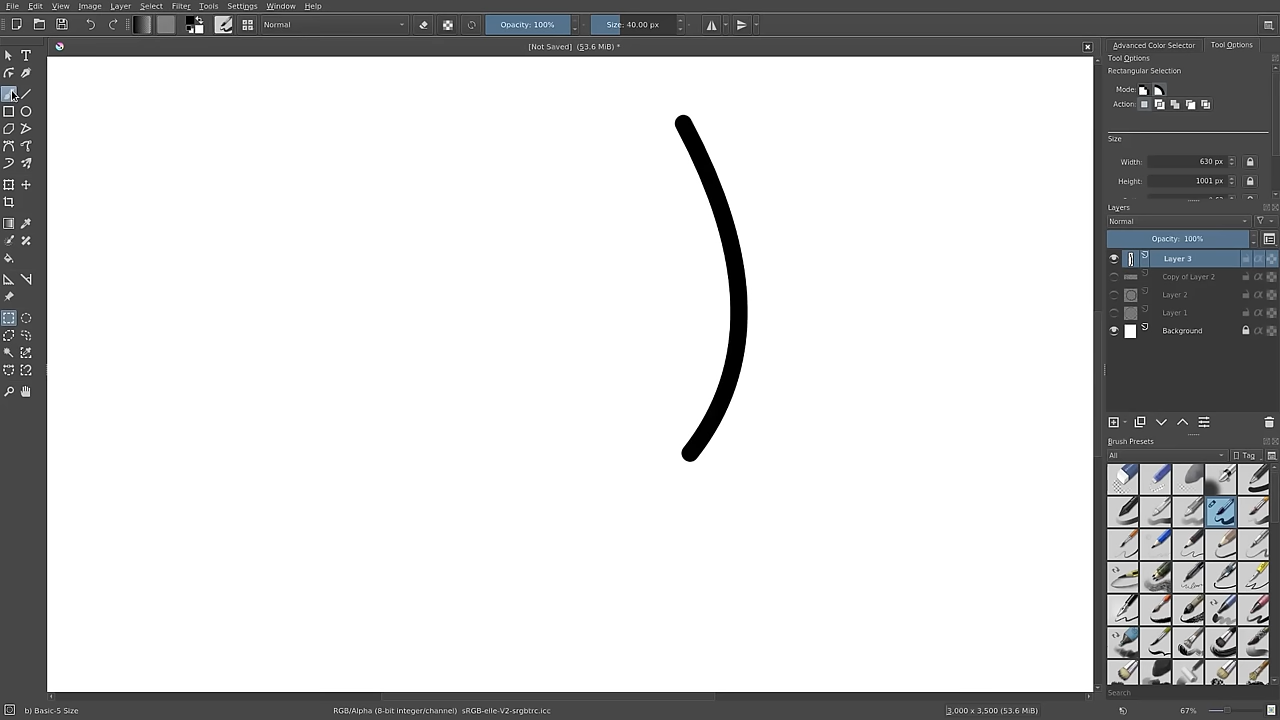 File Edit View Image Layer Select Filter Tools Settings Window Help
Normal
Opacity: 100%
Size: 40.00 px
[Not Saved] (53.6 MiB) *
Advanced Color Selector
Tool Options
Tool Options
Rectangular Selection
Mode:
Action:
Size
Width: 630 px
Height: 1001 px
Layers
Normal
Opacity: 100%
Layer 3
Copy of Layer 2
Layer 2
Layer 1
Background
Brush Presets
All
Tag
Search
b) Basic-5 Size
RGB/Alpha (8-bit integer/channel) sRGB-elle-V2-srgbtrc.icc
3,000 x 3,500 (53.6 MiB)
67%